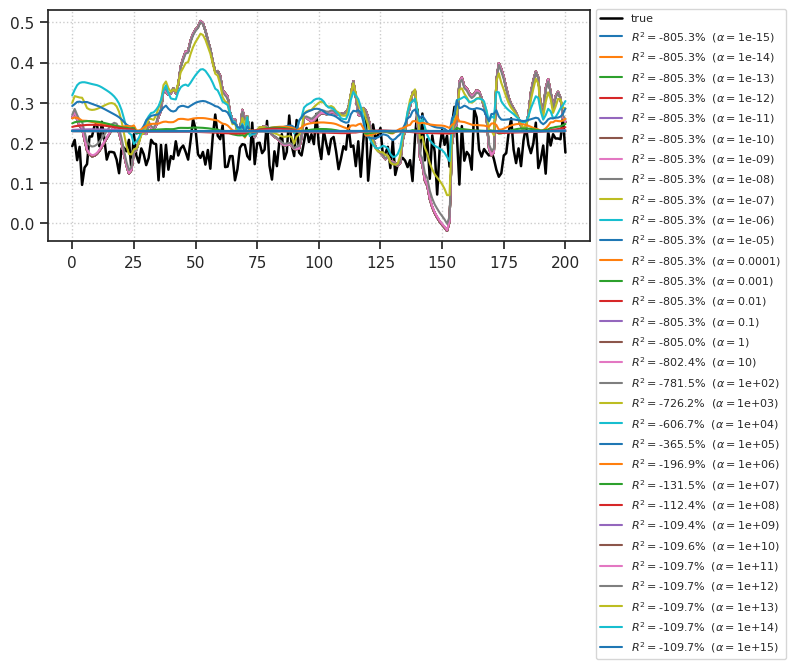 0.5
0.4
0.3
0.2
0.1
0.0
0 25 50 75 100 125 150 175 200
true
R² = -805.3% (α = 1e-15)
R² = -805.3% (α = 1e-14)
R² = -805.3% (α = 1e-13)
R² = -805.3% (α = 1e-12)
R² = -805.3% (α = 1e-11)
R² = -805.3% (α = 1e-10)
R² = -805.3% (α = 1e-09)
R² = -805.3% (α = 1e-08)
R² = -805.3% (α = 1e-07)
R² = -805.3% (α = 1e-06)
R² = -805.3% (α = 1e-05)
R² = -805.3% (α = 0.0001)
R² = -805.3% (α = 0.001)
R² = -805.3% (α = 0.01)
R² = -805.3% (α = 0.1)
R² = -805.0% (α = 1)
R² = -802.4% (α = 10)
R² = -781.5% (α = 1e+02)
R² = -726.2% (α = 1e+03)
R² = -606.7% (α = 1e+04)
R² = -365.5% (α = 1e+05)
R² = -196.9% (α = 1e+06)
R² = -131.5% (α = 1e+07)
R² = -112.4% (α = 1e+08)
R² = -109.4% (α = 1e+09)
R² = -109.6% (α = 1e+10)
R² = -109.7% (α = 1e+11)
R² = -109.7% (α = 1e+12)
R² = -109.7% (α = 1e+13)
R² = -109.7% (α = 1e+14)
R² = -109.7% (α = 1e+15)